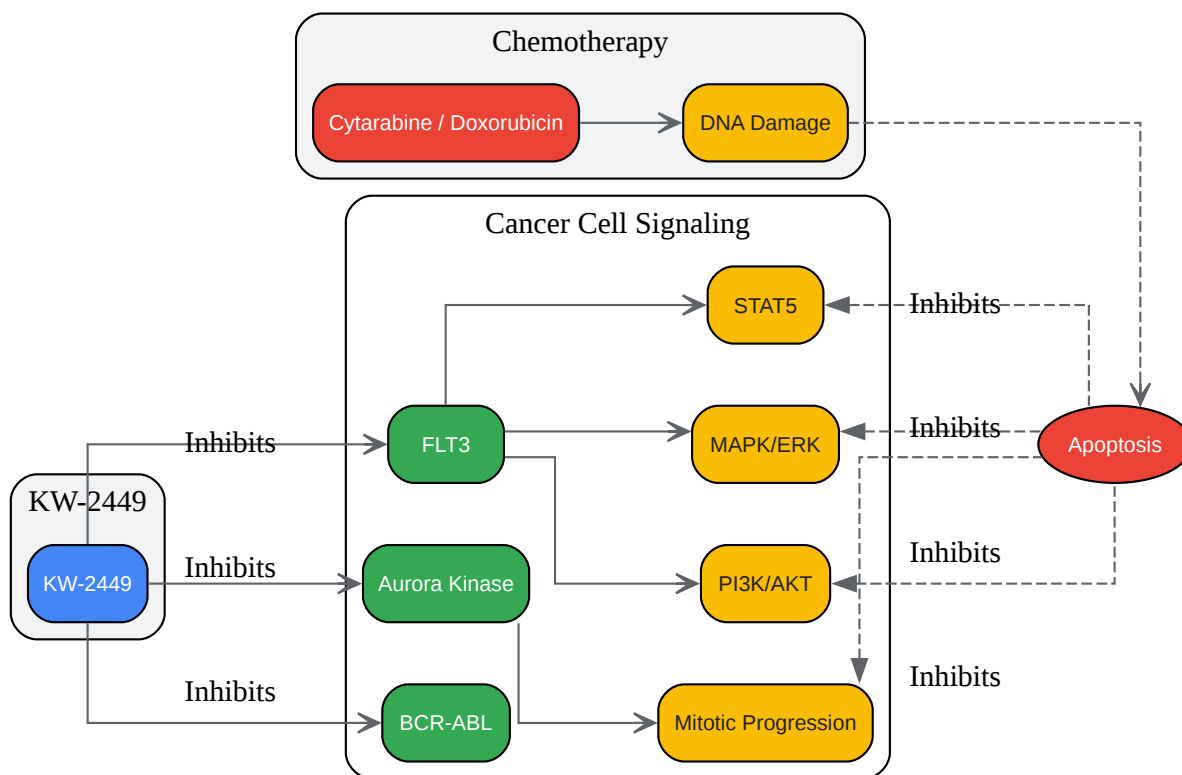 Chemotherapy
Cytarabine / Doxorubicin
DNA Damage
Cancer Cell Signaling
STAT5
Inhibits
Inhibits
FLT3
MAPK/ERK
Inhibits
Apoptosis
KW-2449
KW-2449
Inhibits
Aurora Kinase
PI3K/AKT
Inhibits
Inhibits
BCR-ABL
Mitotic Progression
Inhibits